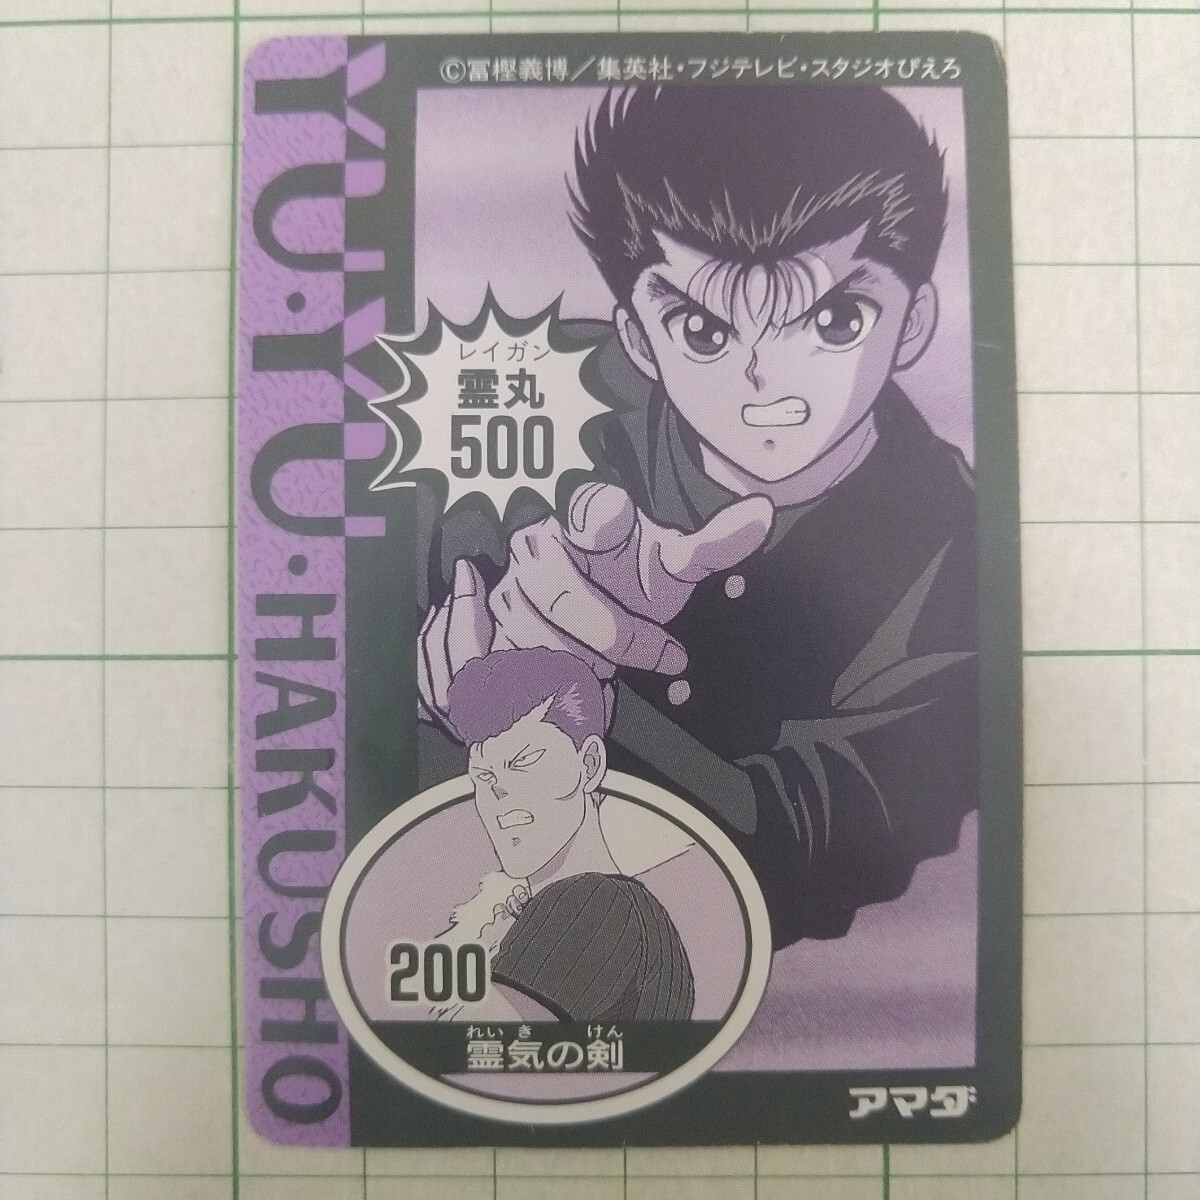 ©冨樫義博／集英社・フジテレビ・スタジオぴえろ
YU・YU・HAKUSHO
レイガン
霊丸
500
200
れいき けん
霊気の剣
アマダ